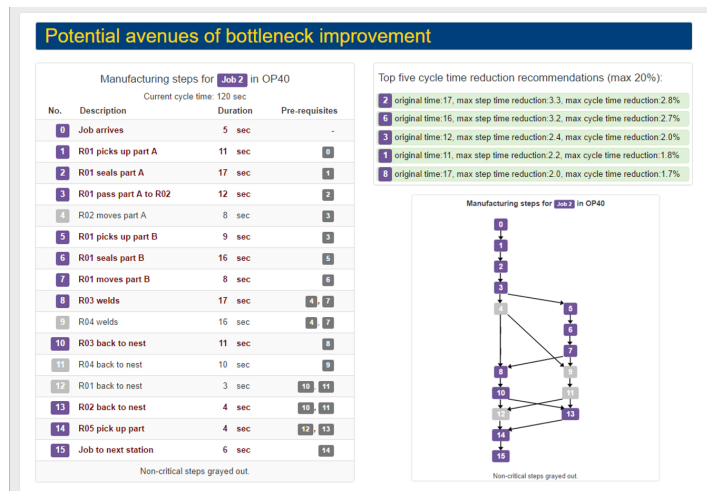 Potential avenues of bottleneck improvement
Manufacturing steps for Job 2 in OP40
Current cycle time: 120 sec
No. Description Duration Pre-requisites
0 Job arrives 5 sec -
1 R01 picks up part A 11 sec 0
2 R01 seals part A 17 sec 1
3 R01 pass part A to R02 12 sec 2
4 R02 moves part A 8 sec 3
5 R01 picks up part B 9 sec 3
6 R01 seals part B 16 sec 5
7 R01 moves part B 8 sec 6
8 R03 welds 17 sec 4, 7
9 R04 welds 16 sec 4, 7
10 R03 back to nest 11 sec 8
11 R04 back to nest 10 sec 9
12 R01 back to nest 3 sec 10, 11
13 R02 back to nest 4 sec 10, 11
14 R05 pick up part 4 sec 12, 13
15 Job to next station 6 sec 14
Non-critical steps grayed out.
Top five cycle time reduction recommendations (max 20%):
2 original time:17, max step time reduction:3.3, max cycle time reduction:2.8%
6 original time:16, max step time reduction:3.2, max cycle time reduction:2.7%
3 original time:12, max step time reduction:2.4, max cycle time reduction:2.0%
1 original time:11, max step time reduction:2.2, max cycle time reduction:1.8%
8 original time:17, max step time reduction:2.0, max cycle time reduction:1.7%
Manufacturing steps for Job 2 in OP40
0
1
2
3
4 5
6
7
8 9
10 11
12 13
14
15
Non-critical steps grayed out.